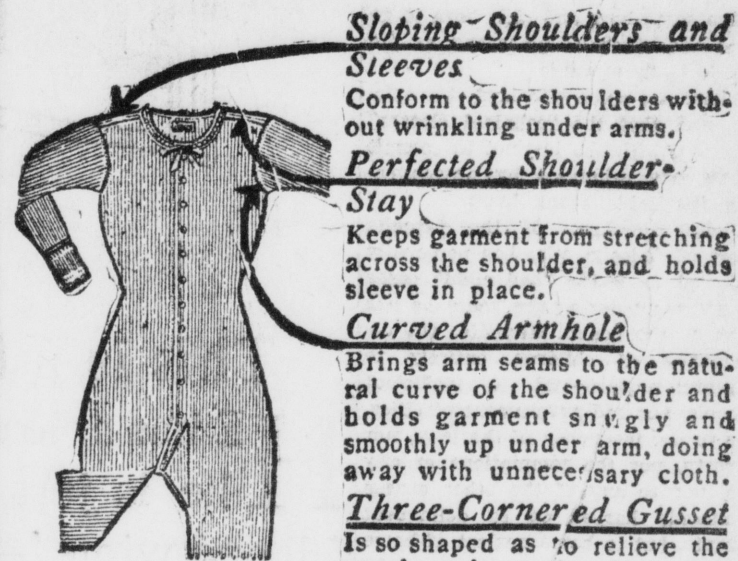 Sloping Shoulders and
Sleeves
Conform to the shoulders with-
out wrinkling under arms.
Perfected Shoulder-
Stay
Keeps garment from stretching
across the shoulder, and holds
sleeve in place.
Curved Armhole
Brings arm seams to the natu-
ral curve of the shoulder and
holds garment snugly and
smoothly up under arm, doing
away with unnecessary cloth.
Three-Cornered Gusset
Is so shaped as to relieve the